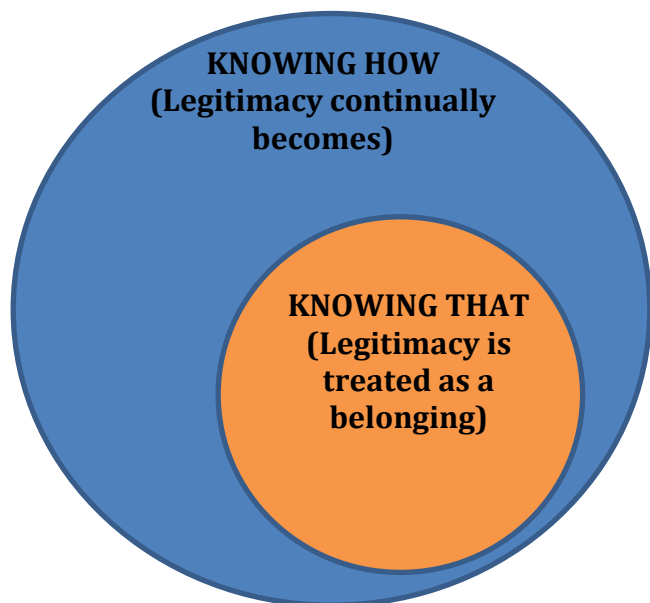 KNOWING HOW
(Legitimacy continually
becomes)
KNOWING THAT
(Legitimacy is
treated as a
belonging)